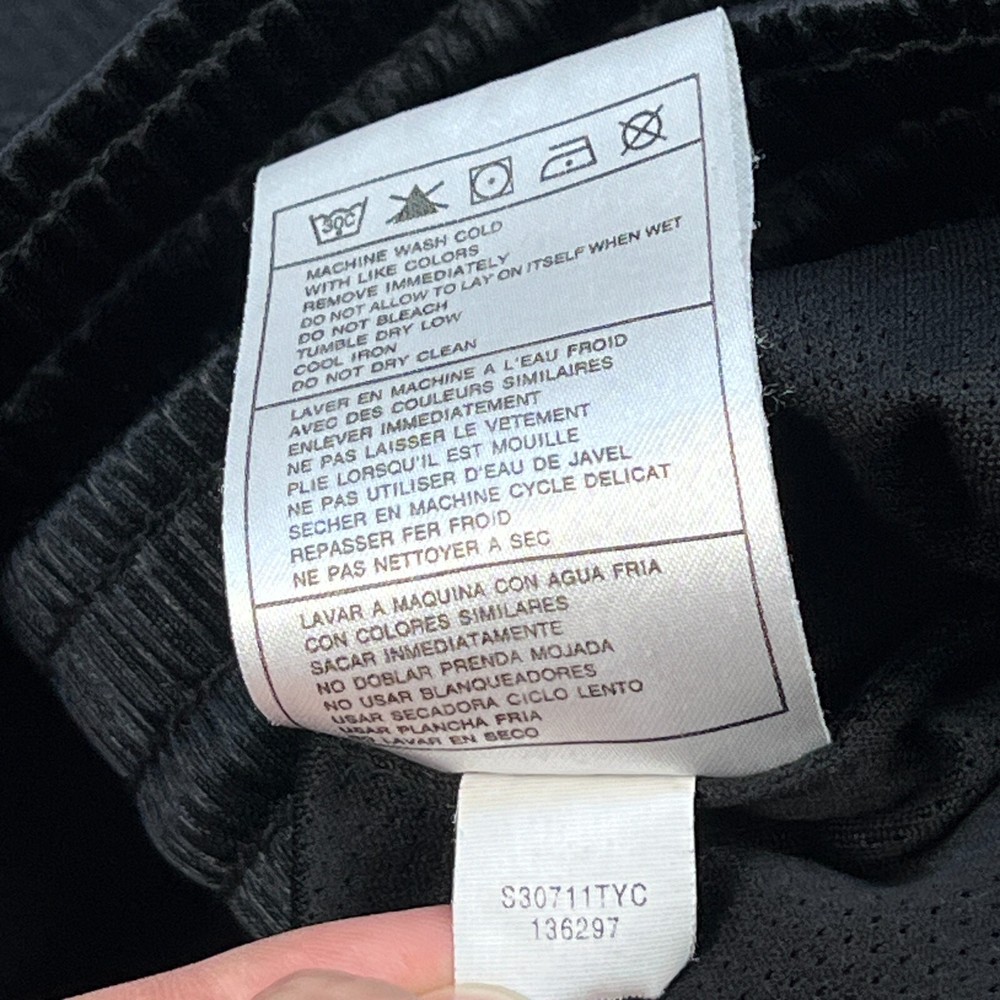 30C
MACHINE WASH COLD
WITH LIKE COLORS
REMOVE IMMEDIATELY
DO NOT ALLOW TO LAY ON ITSELF WHEN WET
DO NOT BLEACH
TUMBLE DRY LOW
COOL IRON
DO NOT DRY CLEAN
LAVER EN MACHINE A L'EAU FROID
AVEC DES COULEURS SIMILAIRES
ENLEVER IMMEDIATEMENT
NE PAS LAISSER LE VETEMENT
PLIE LORSQU'IL EST MOUILLE
NE PAS UTILISER D'EAU DE JAVEL
SECHER EN MACHINE CYCLE DELICAT
REPASSER FER FROID
NE PAS NETTOYER A SEC
LAVAR A MAQUINA CON AGUA FRIA
CON COLORES SIMILARES
SACAR INMEDIATAMENTE
NO DOBLAR PRENDA MOJADA
NO USAR BLANQUEADORES
USAR SECADORA CICLO LENTO
USAR PLANCHA FRIA
LAVAR EN SECO
S30711TYC
136297